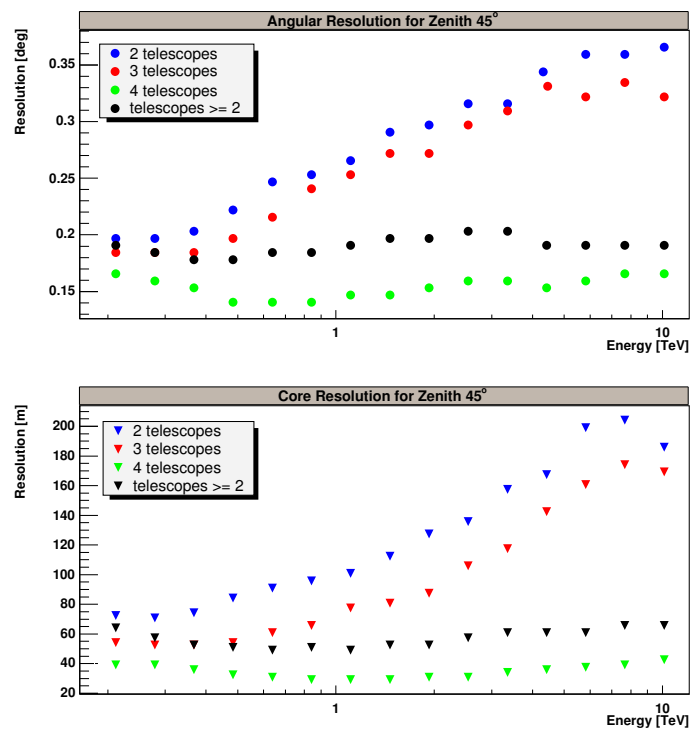 Angular Resolution for Zenith 45°
Resolution [deg]
2 telescopes
3 telescopes
4 telescopes
telescopes >= 2
0.35
0.3
0.25
0.2
0.15
1
10
Energy [TeV]
Core Resolution for Zenith 45°
Resolution [m]
2 telescopes
3 telescopes
4 telescopes
telescopes >= 2
200
180
160
140
120
100
80
60
40
20
1
10
Energy [TeV]